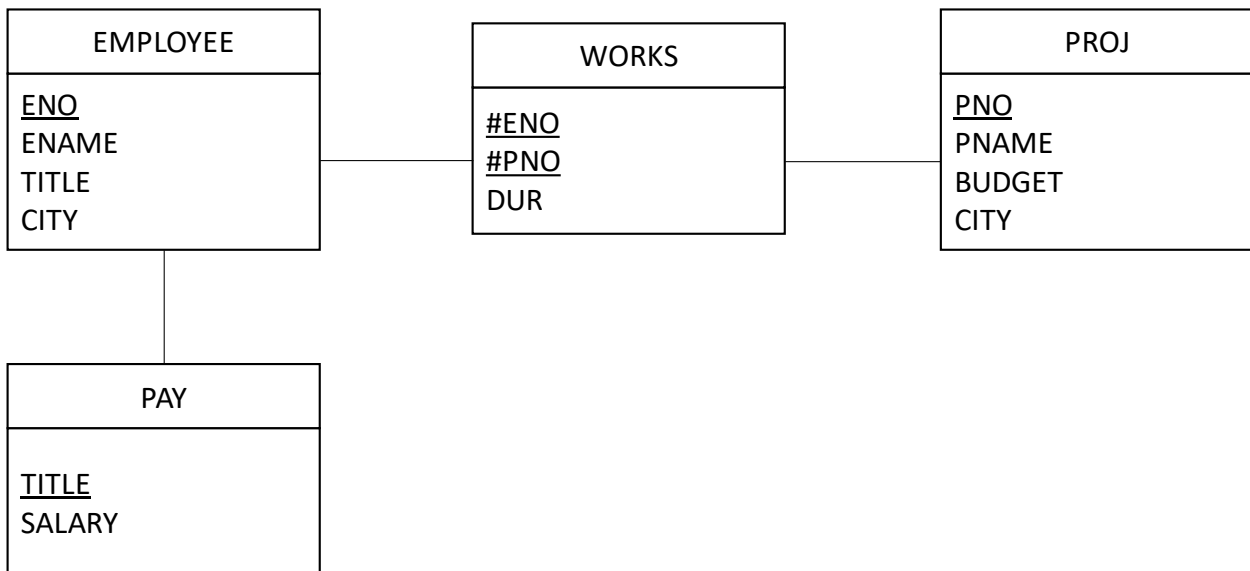 EMPLOYEE
ENO
ENAME
TITLE
CITY
WORKS
#ENO
#PNO
DUR
PROJ
PNO
PNAME
BUDGET
CITY
PAY
TITLE
SALARY